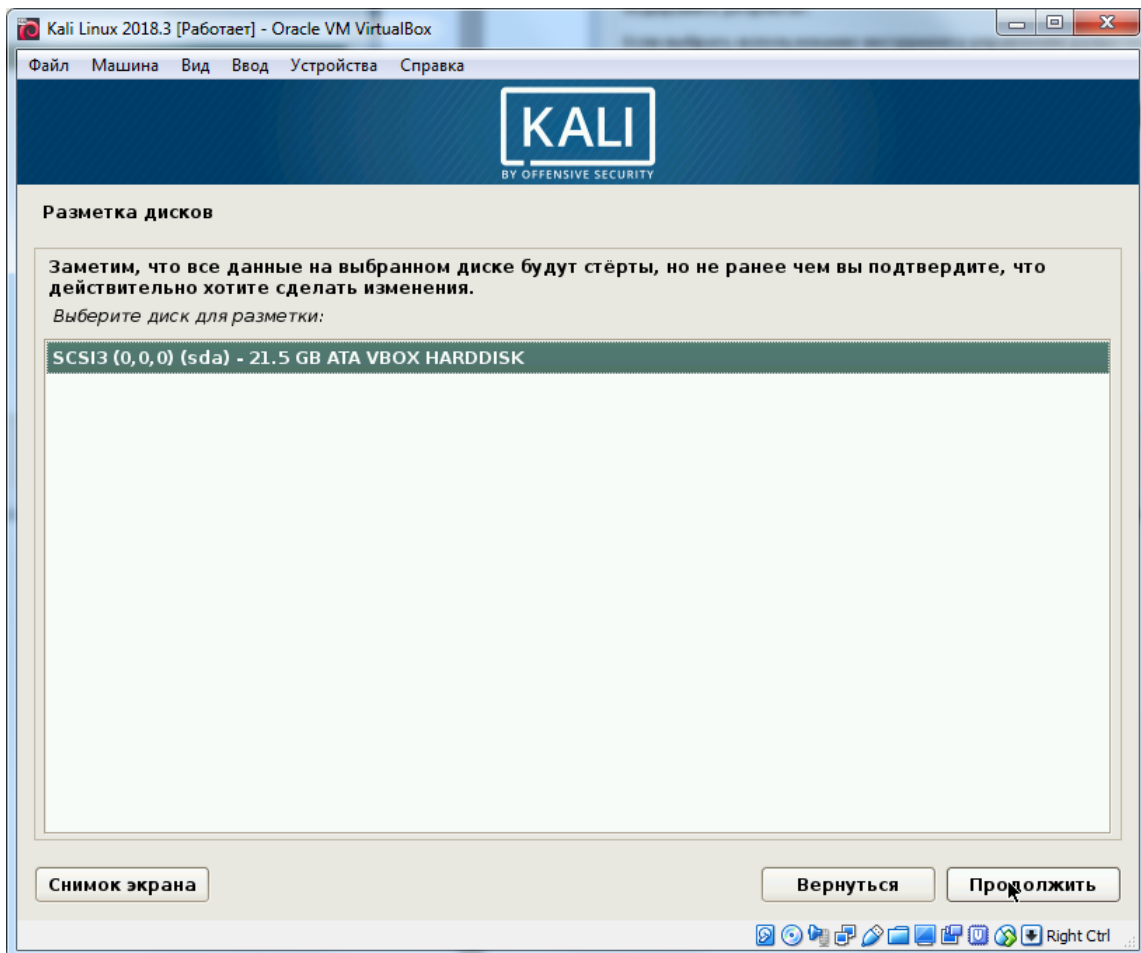 Kali Linux 2018.3 [Работает] - Oracle VM VirtualBox
Файл Машина Вид Ввод Устройства Справка
KALI
BY OFFENSIVE SECURITY
Разметка дисков
Заметим, что все данные на выбранном диске будут стёрты, но не ранее чем вы подтвердите, что
действительно хотите сделать изменения.
Выберите диск для разметки:
SCSI3 (0,0,0) (sda) - 21.5 GB ATA VBOX HARDDISK
Снимок экрана Вернуться Продолжить
Right Ctrl